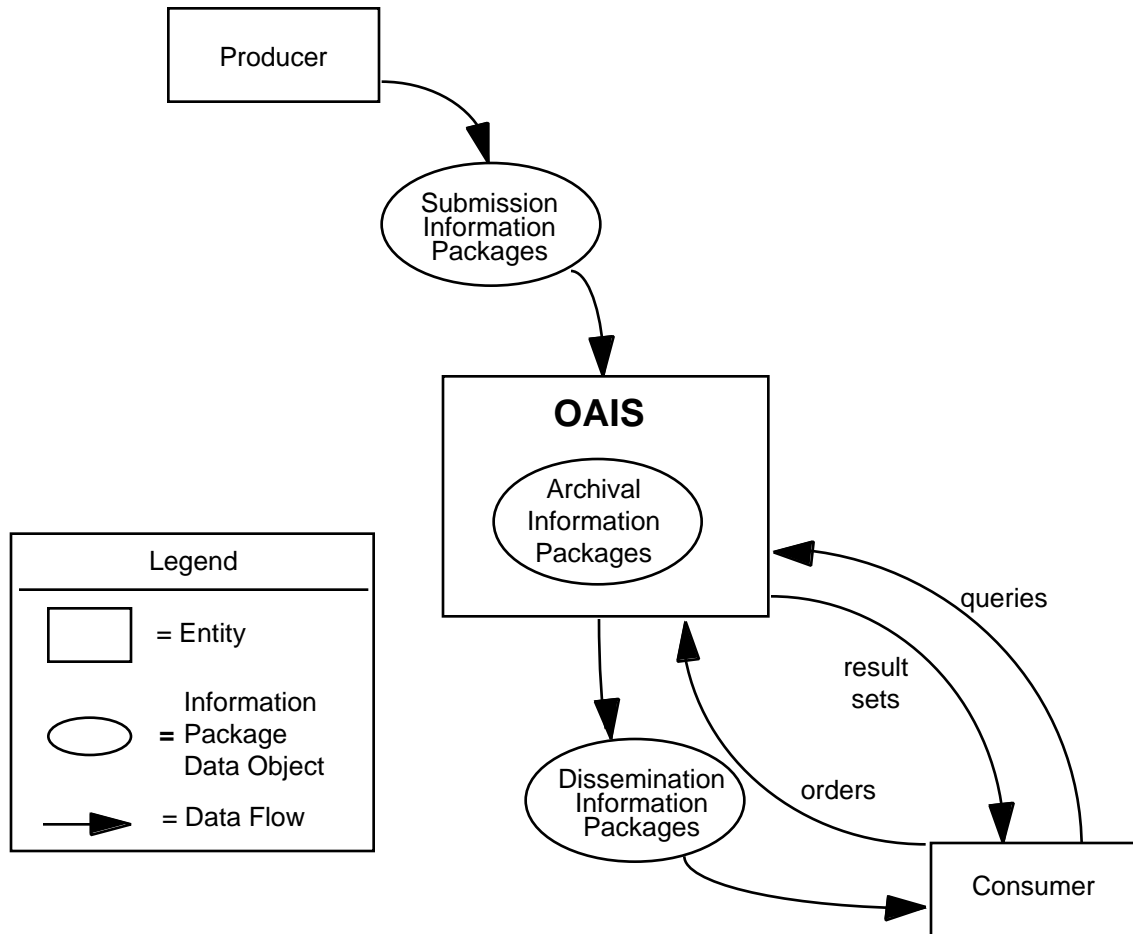 Producer
Submission
Information
Packages
OAIS
Archival
Information
Packages
queries
result
sets
orders
Dissemination
Information
Packages
Consumer
Legend
= Entity
Information
= Package
Data Object
= Data Flow